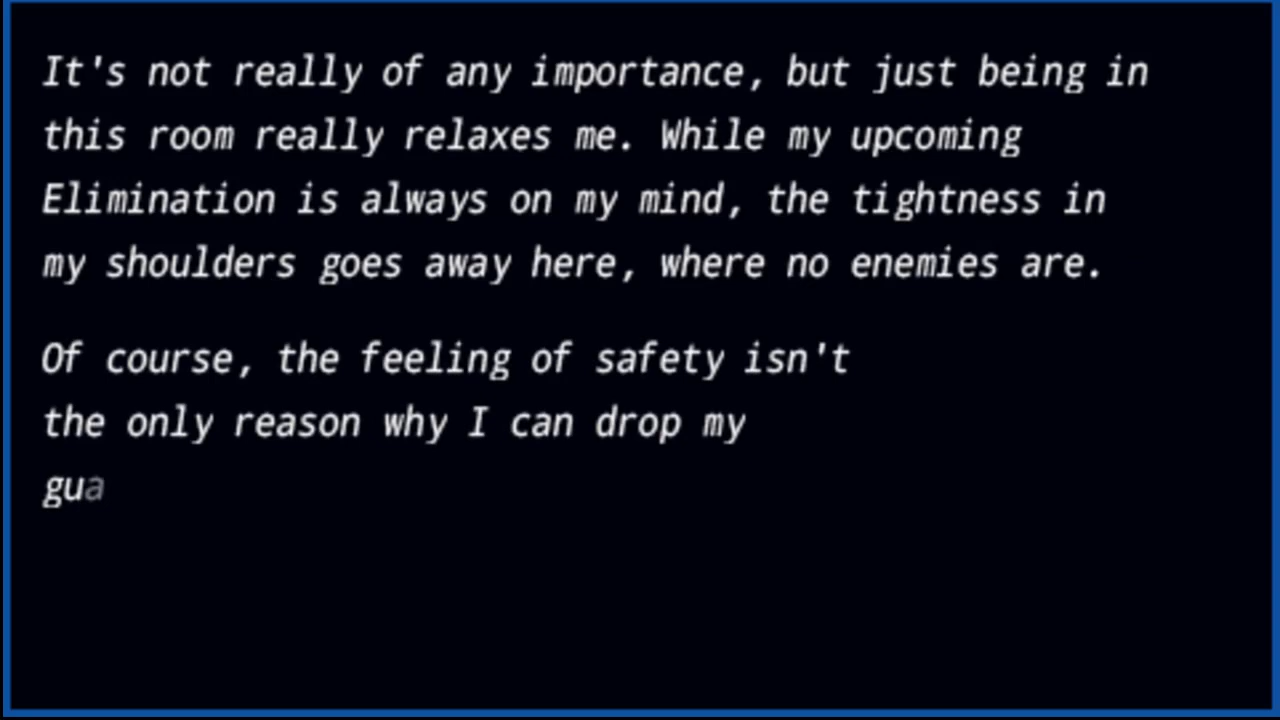 It's not really of any importance, but just being in
this room really relaxes me. While my upcoming
Elimination is always on my mind, the tightness in
my shoulders goes away here, where no enemies are.
Of course, the feeling of safety isn't
the only reason why I can drop my
gua